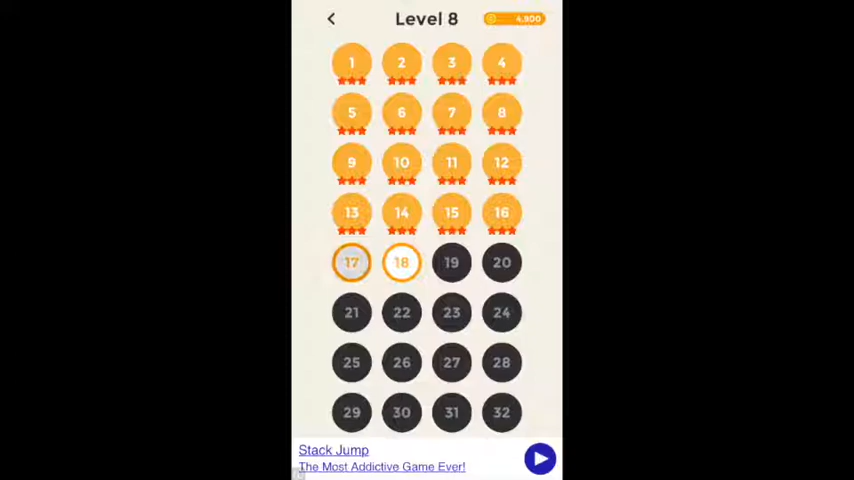 Level 8
4,900
1 2 3 4
5 6 7 8
9 10 11 12
13 14 15 16
17 18 19 20
21 22 23 24
25 26 27 28
29 30 31 32
Stack Jump
The Most Addictive Game Ever!